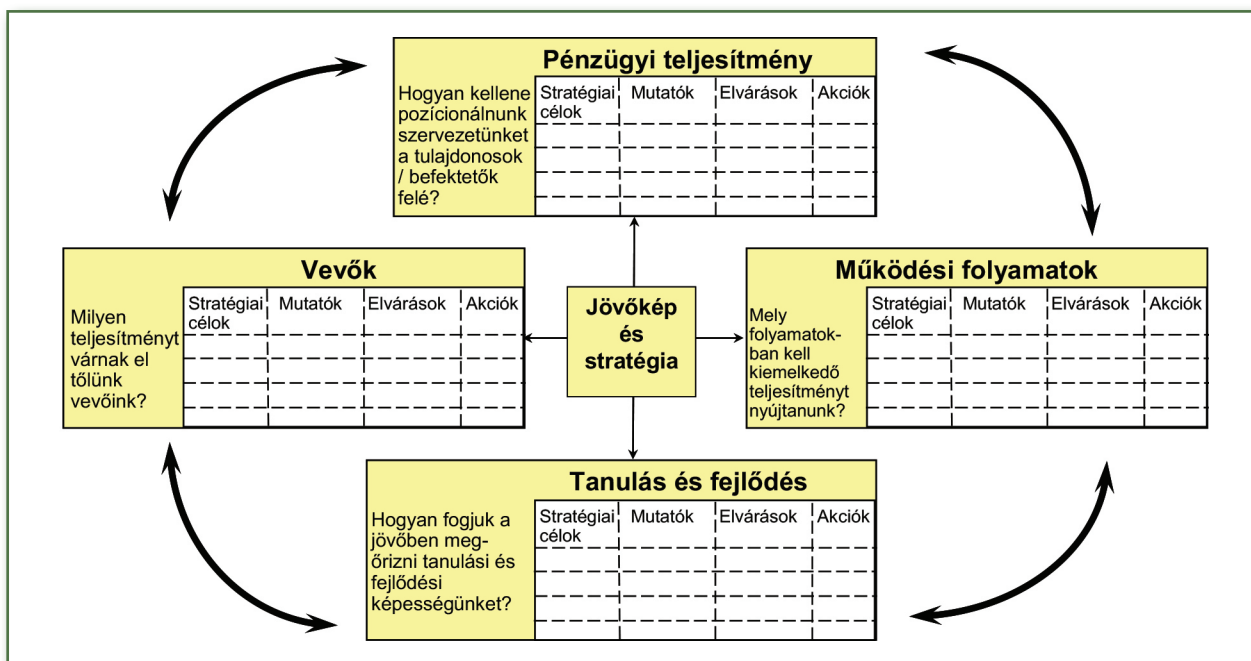 Pénzügyi teljesítmény
Hogyan kellene
pozícionálnunk
szervezetünket
a tulajdonosok
/ befektetők
felé?
Stratégiai célok
Mutatók
Elvárások
Akciók
Vevők
Milyen
teljesítményt
várnak el
tőlünk
vevőink?
Stratégiai célok
Mutatók
Elvárások
Akciók
Jövőkép
és
stratégia
Működési folyamatok
Mely
folyamatok-
ban kell
kiemelkedő
teljesítményt
nyújtanunk?
Stratégiai célok
Mutatók
Elvárások
Akciók
Tanulás és fejlődés
Hogyan fogjuk a
jövőben meg-
őrizni tanulási és
fejlődési
képességünket?
Stratégiai célok
Mutatók
Elvárások
Akciók